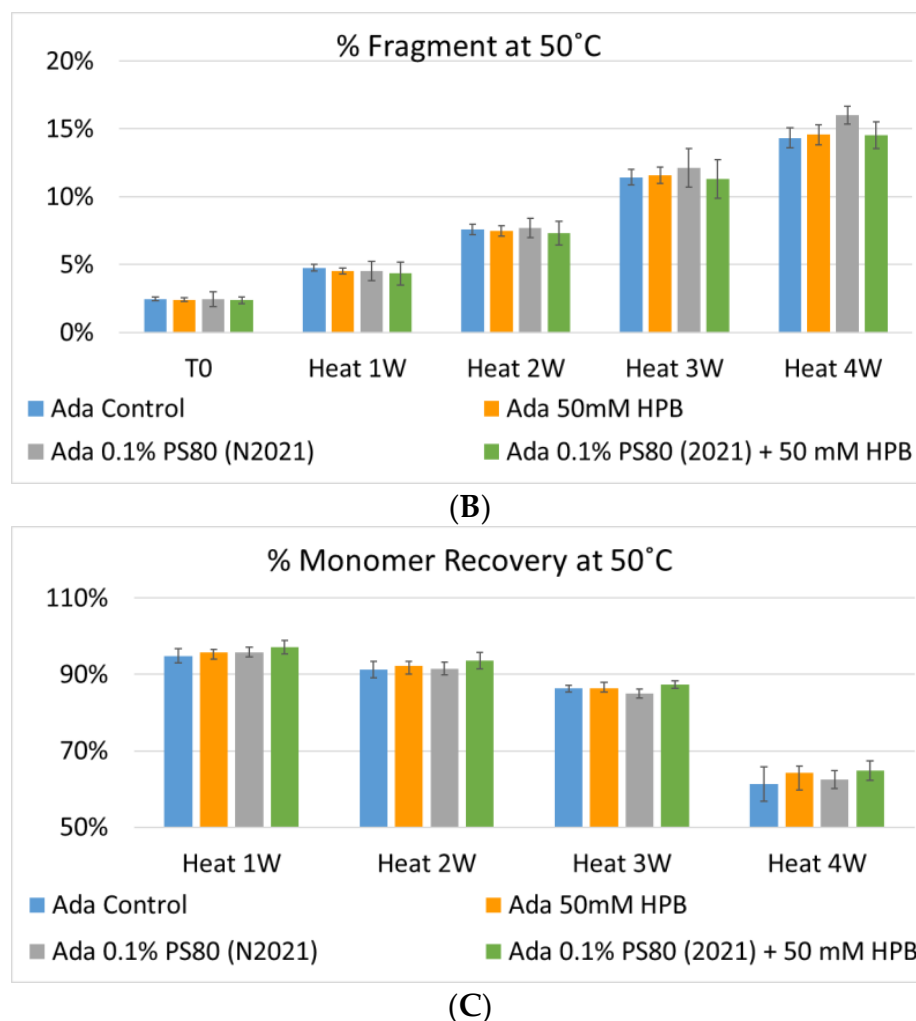 % Fragment at 50˚C
20%
15%
10%
5%
0%
T0 Heat 1W Heat 2W Heat 3W Heat 4W
Ada Control Ada 50mM HPB
Ada 0.1% PS80 (N2021) Ada 0.1% PS80 (2021) + 50 mM HPB
(B)
% Monomer Recovery at 50˚C
110%
90%
70%
50%
Heat 1W Heat 2W Heat 3W Heat 4W
Ada Control Ada 50mM HPB
Ada 0.1% PS80 (N2021) Ada 0.1% PS80 (2021) + 50 mM HPB
(C)